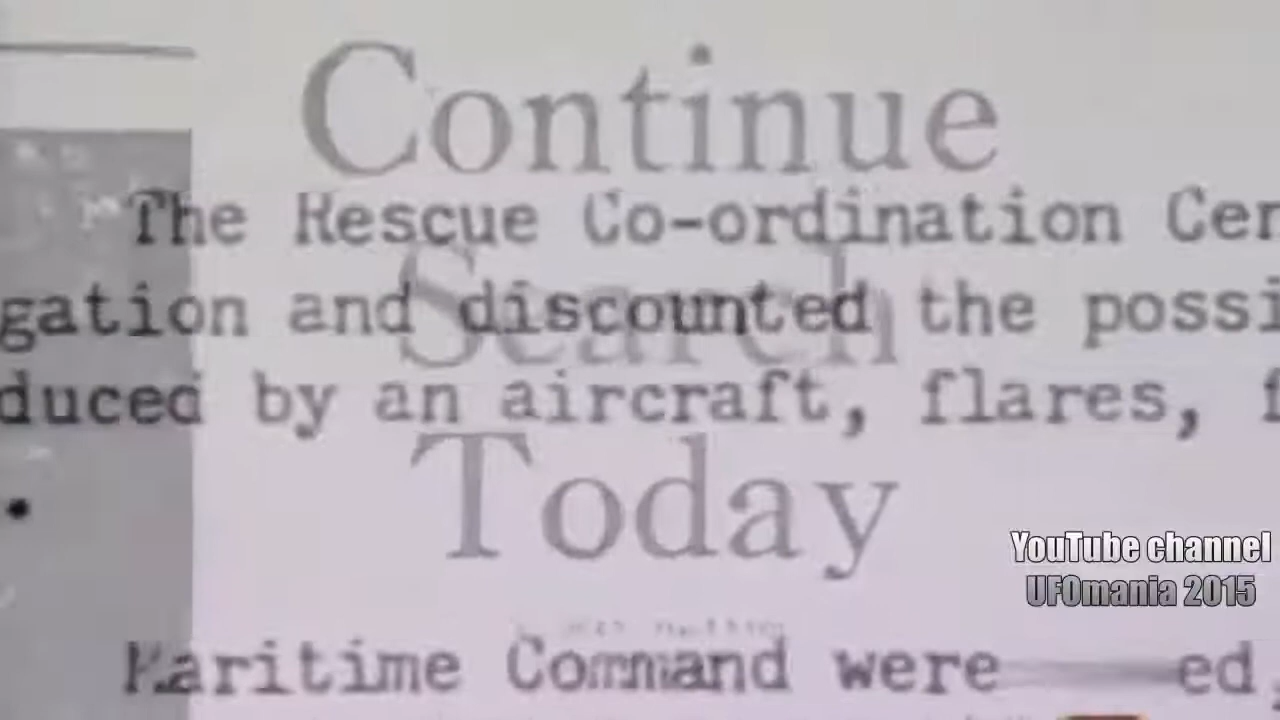 Continue
The Rescue Co-ordination Cen
Search
gation and discounted the possi
duced by an aircraft, flares, f
Today
YouTube channel
UFOmania 2015
Maritime Command were ed,